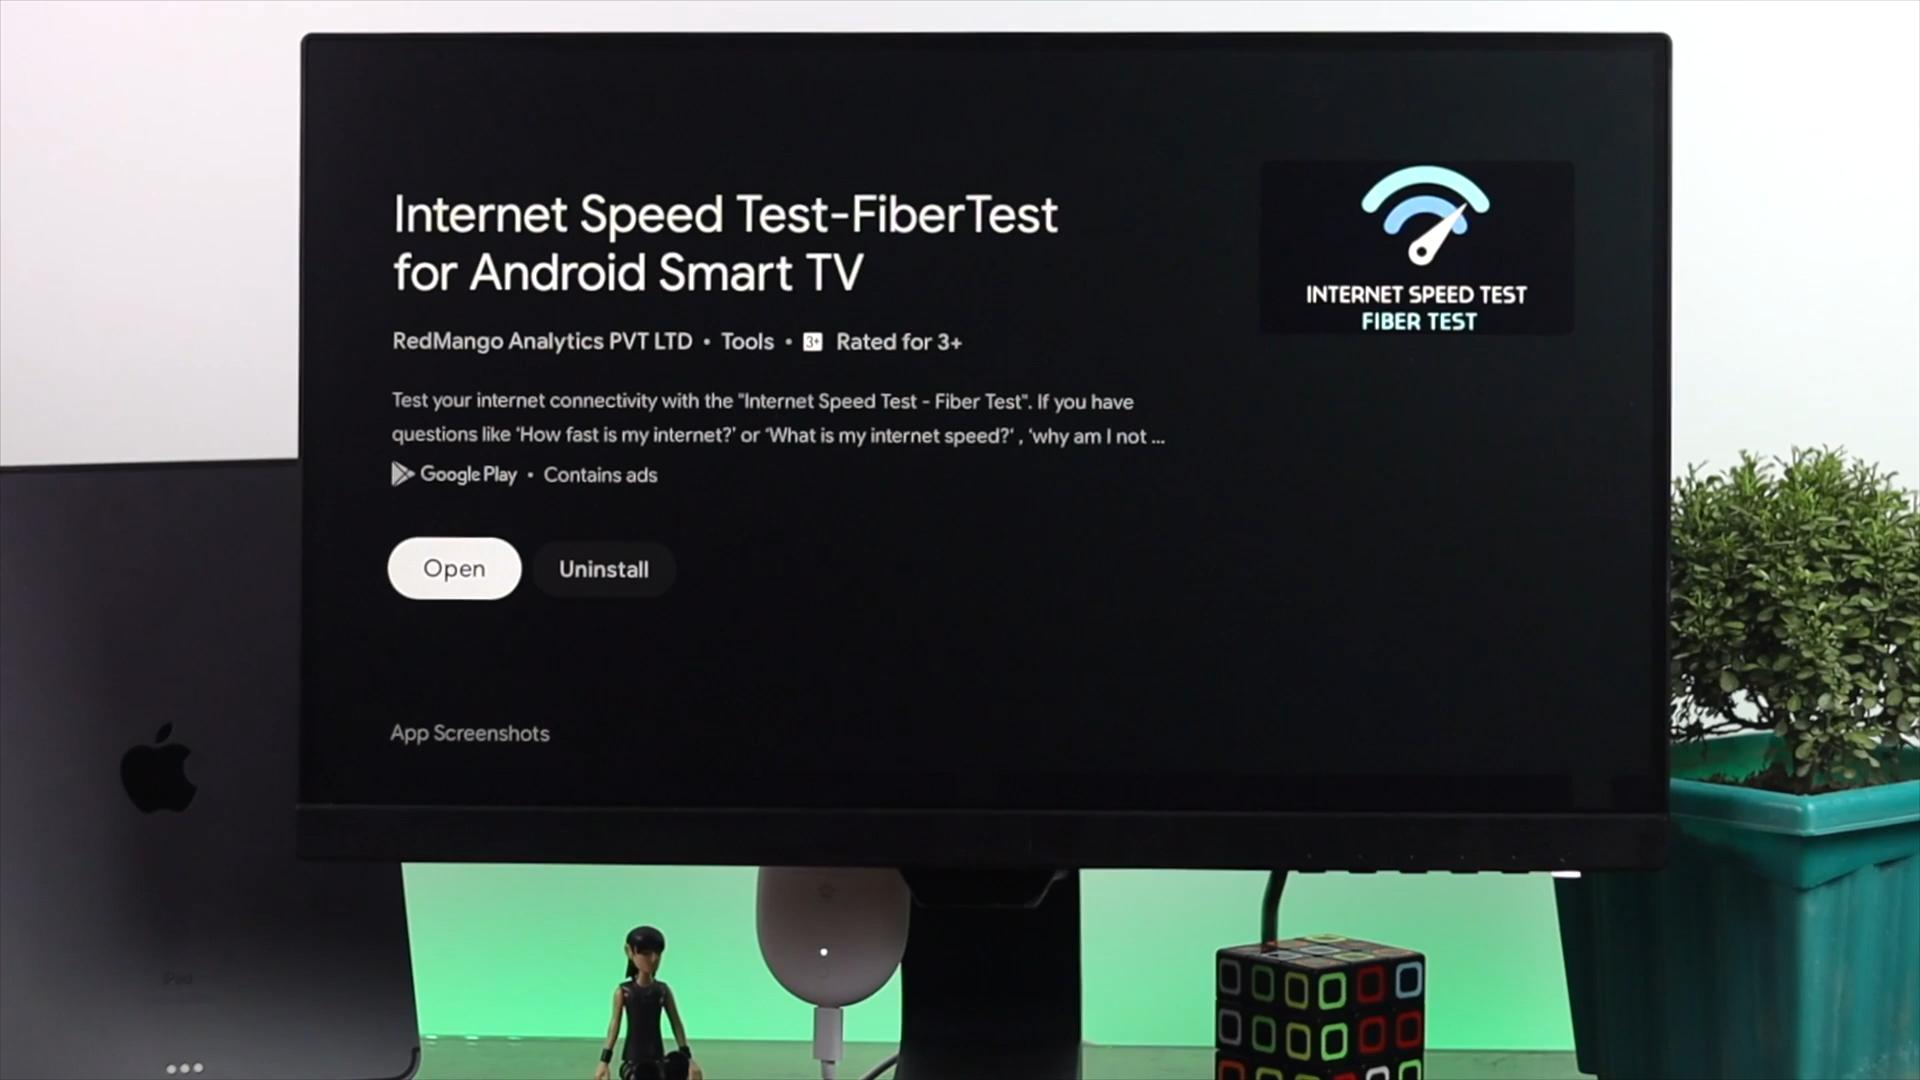 Internet Speed Test-FiberTest
for Android Smart TV
RedMango Analytics PVT LTD • Tools • 3+ Rated for 3+
Test your internet connectivity with the "Internet Speed Test - Fiber Test". If you have
questions like 'How fast is my internet?' or 'What is my internet speed?' , 'why am I not ...
Google Play • Contains ads
Open
Uninstall
App Screenshots
INTERNET SPEED TEST
FIBER TEST
iPad